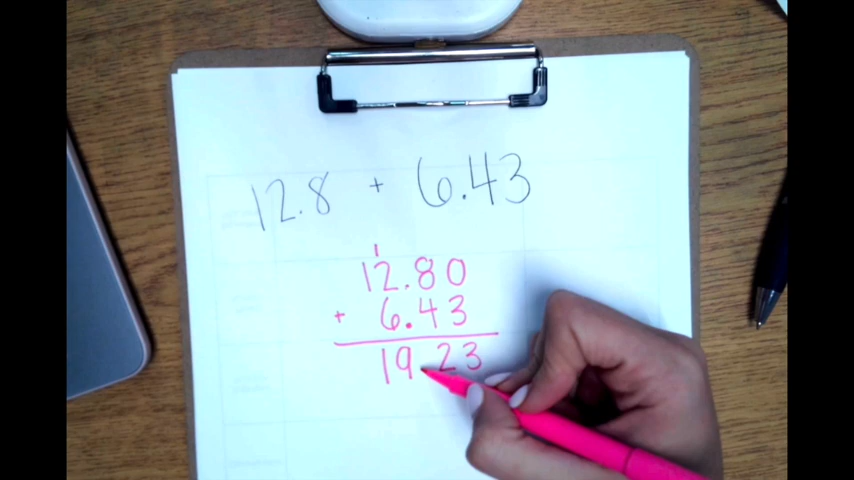 12.8 + 6.43
1
12.80
+ 6.43
19.23